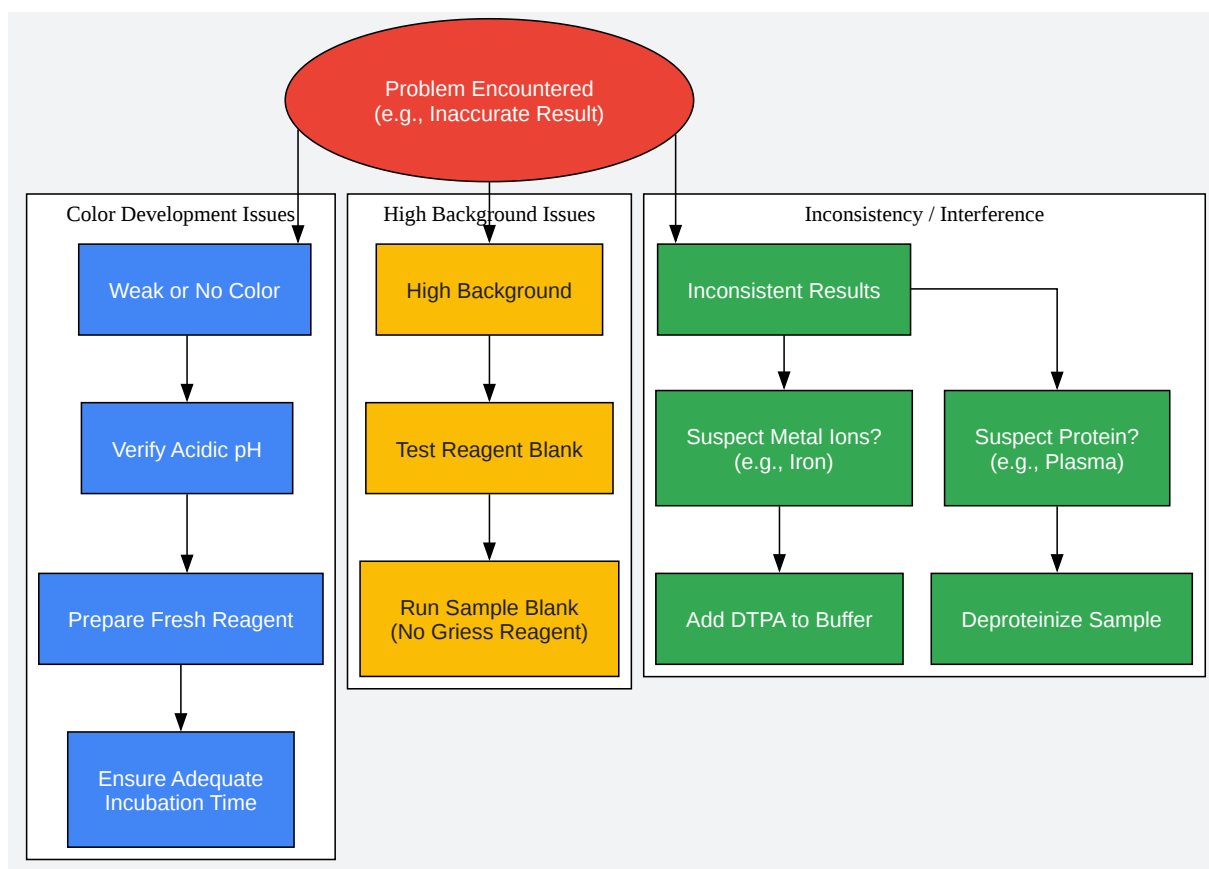 Problem Encountered
(e.g., Inaccurate Result)
Color Development Issues
Weak or No Color
Verify Acidic pH
Prepare Fresh Reagent
Ensure Adequate
Incubation Time
High Background Issues
High Background
Test Reagent Blank
Run Sample Blank
(No Griess Reagent)
Inconsistency / Interference
Inconsistent Results
Suspect Metal Ions?
(e.g., Iron)
Add DTPA to Buffer
Suspect Protein?
(e.g., Plasma)
Deproteinize Sample